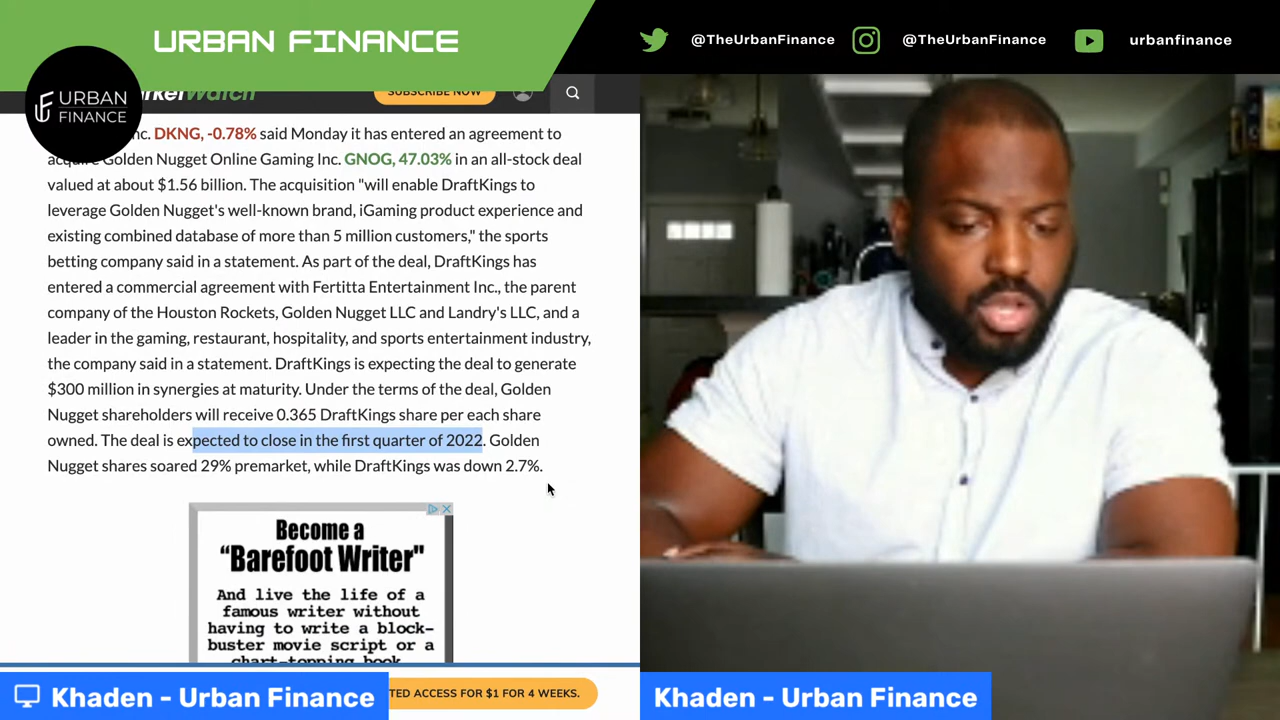 URBAN FINANCE
@TheUrbanFinance
@TheUrbanFinance
urbanfinance
URBAN
FINANCE
SUBSCRIBE NOW
DKNG, -0.78% said Monday it has entered an agreement to
acquire Golden Nugget Online Gaming Inc. GNOG, 47.03% in an all-stock deal
valued at about $1.56 billion. The acquisition "will enable DraftKings to
leverage Golden Nugget's well-known brand, iGaming product experience and
existing combined database of more than 5 million customers," the sports
betting company said in a statement. As part of the deal, DraftKings has
entered a commercial agreement with Fertitta Entertainment Inc., the parent
company of the Houston Rockets, Golden Nugget LLC and Landry's LLC, and a
leader in the gaming, restaurant, hospitality, and sports entertainment industry,
the company said in a statement. DraftKings is expecting the deal to generate
$300 million in synergies at maturity. Under the terms of the deal, Golden
Nugget shareholders will receive 0.365 DraftKings share per each share
owned. The deal is expected to close in the first quarter of 2022. Golden
Nugget shares soared 29% premarket, while DraftKings was down 2.7%.
Become a
"Barefoot Writer"
And live the life of a
famous writer without
having to write a block-
buster movie script or a
chart-topping book
ACCESS FOR $1 FOR 4 WEEKS.
Khaden - Urban Finance
Khaden - Urban Finance